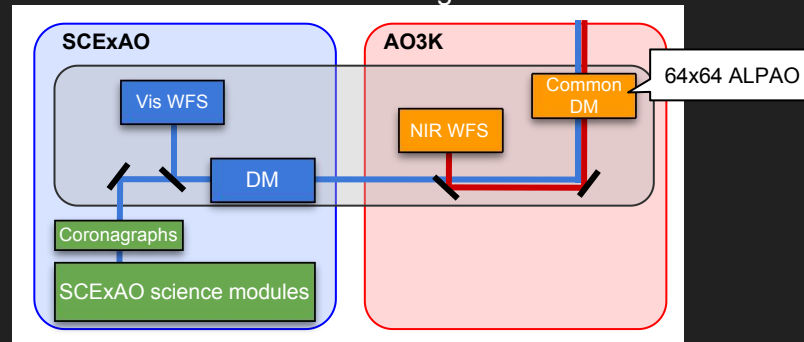 g
SCExAO
AO3K
Vis WFS
NIR WFS
Common
DM
64x64 ALPAO
DM
Coronagraphs
SCExAO science modules